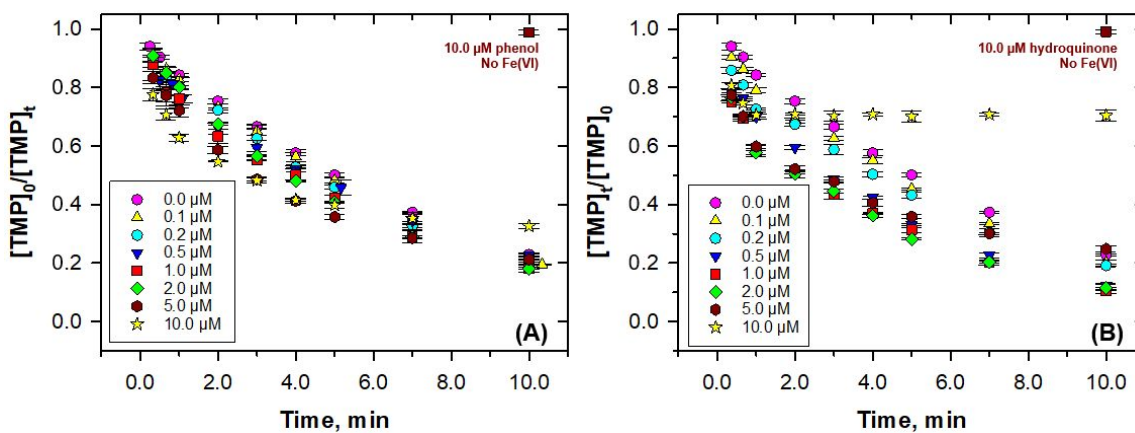 1.0
0.8
0.6
0.4
0.2
0.0
[TMP]0/[TMP]t
10.0 µM phenol
No Fe(VI)
0.0 µM
0.1 µM
0.2 µM
0.5 µM
1.0 µM
2.0 µM
5.0 µM
10.0 µM
(A)
0.0 2.0 4.0 6.0 8.0 10.0
Time, min
1.0
0.8
0.6
0.4
0.2
0.0
[TMP]t/[TMP]0
10.0 µM hydroquinone
No Fe(VI)
0.0 µM
0.1 µM
0.2 µM
0.5 µM
1.0 µM
2.0 µM
5.0 µM
10.0 µM
(B)
0.0 2.0 4.0 6.0 8.0 10.0
Time, min